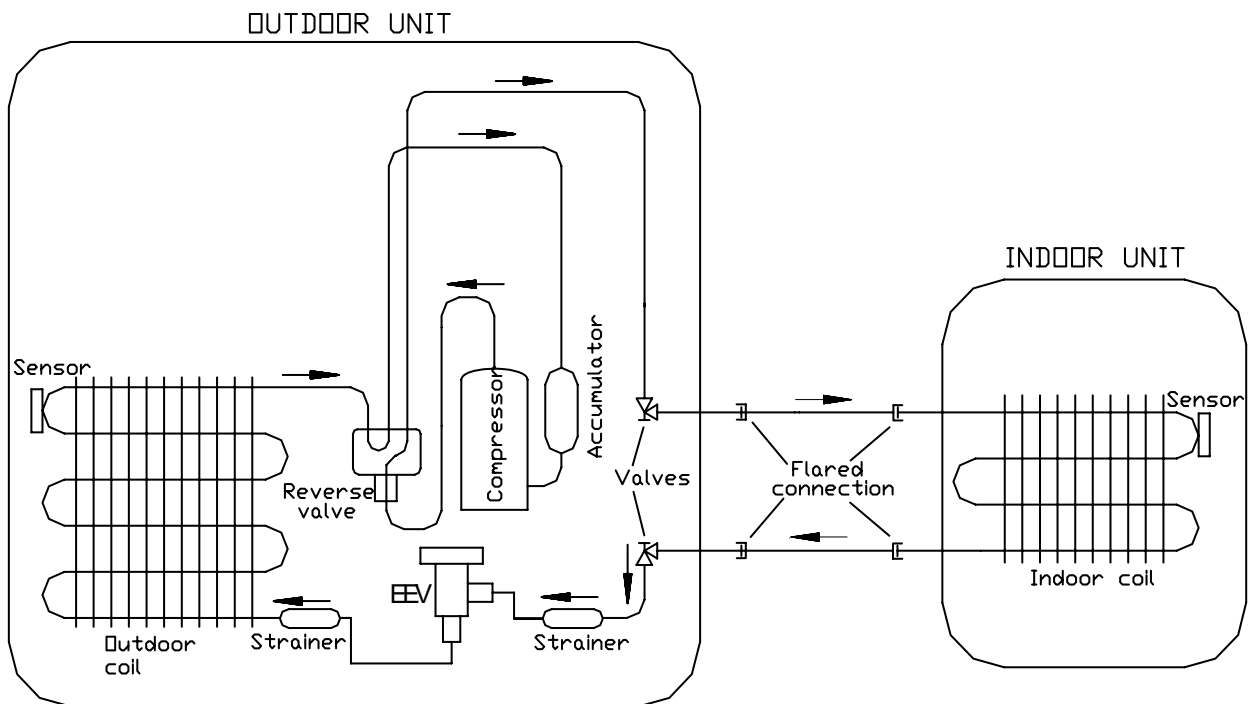 OUTDOOR UNIT
INDOOR UNIT
Sensor
Accumulator
Compressor
Sensor
Reverse
valve
Valves
Flared
connection
EEV
Indoor coil
Outdoor
coil
Strainer
Strainer